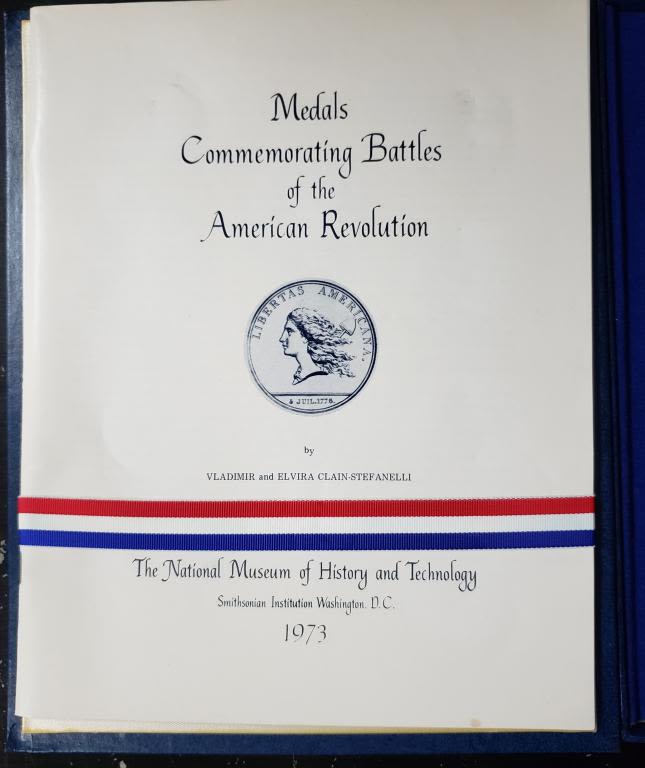 Medals
Commemorating Battles
of the
American Revolution
LIBERTAS AMERICANA.
4 JUIL. 1776.
by
VLADIMIR and ELVIRA CLAIN-STEFANELLI
The National Museum of History and Technology
Smithsonian Institution Washington, D.C.
1973